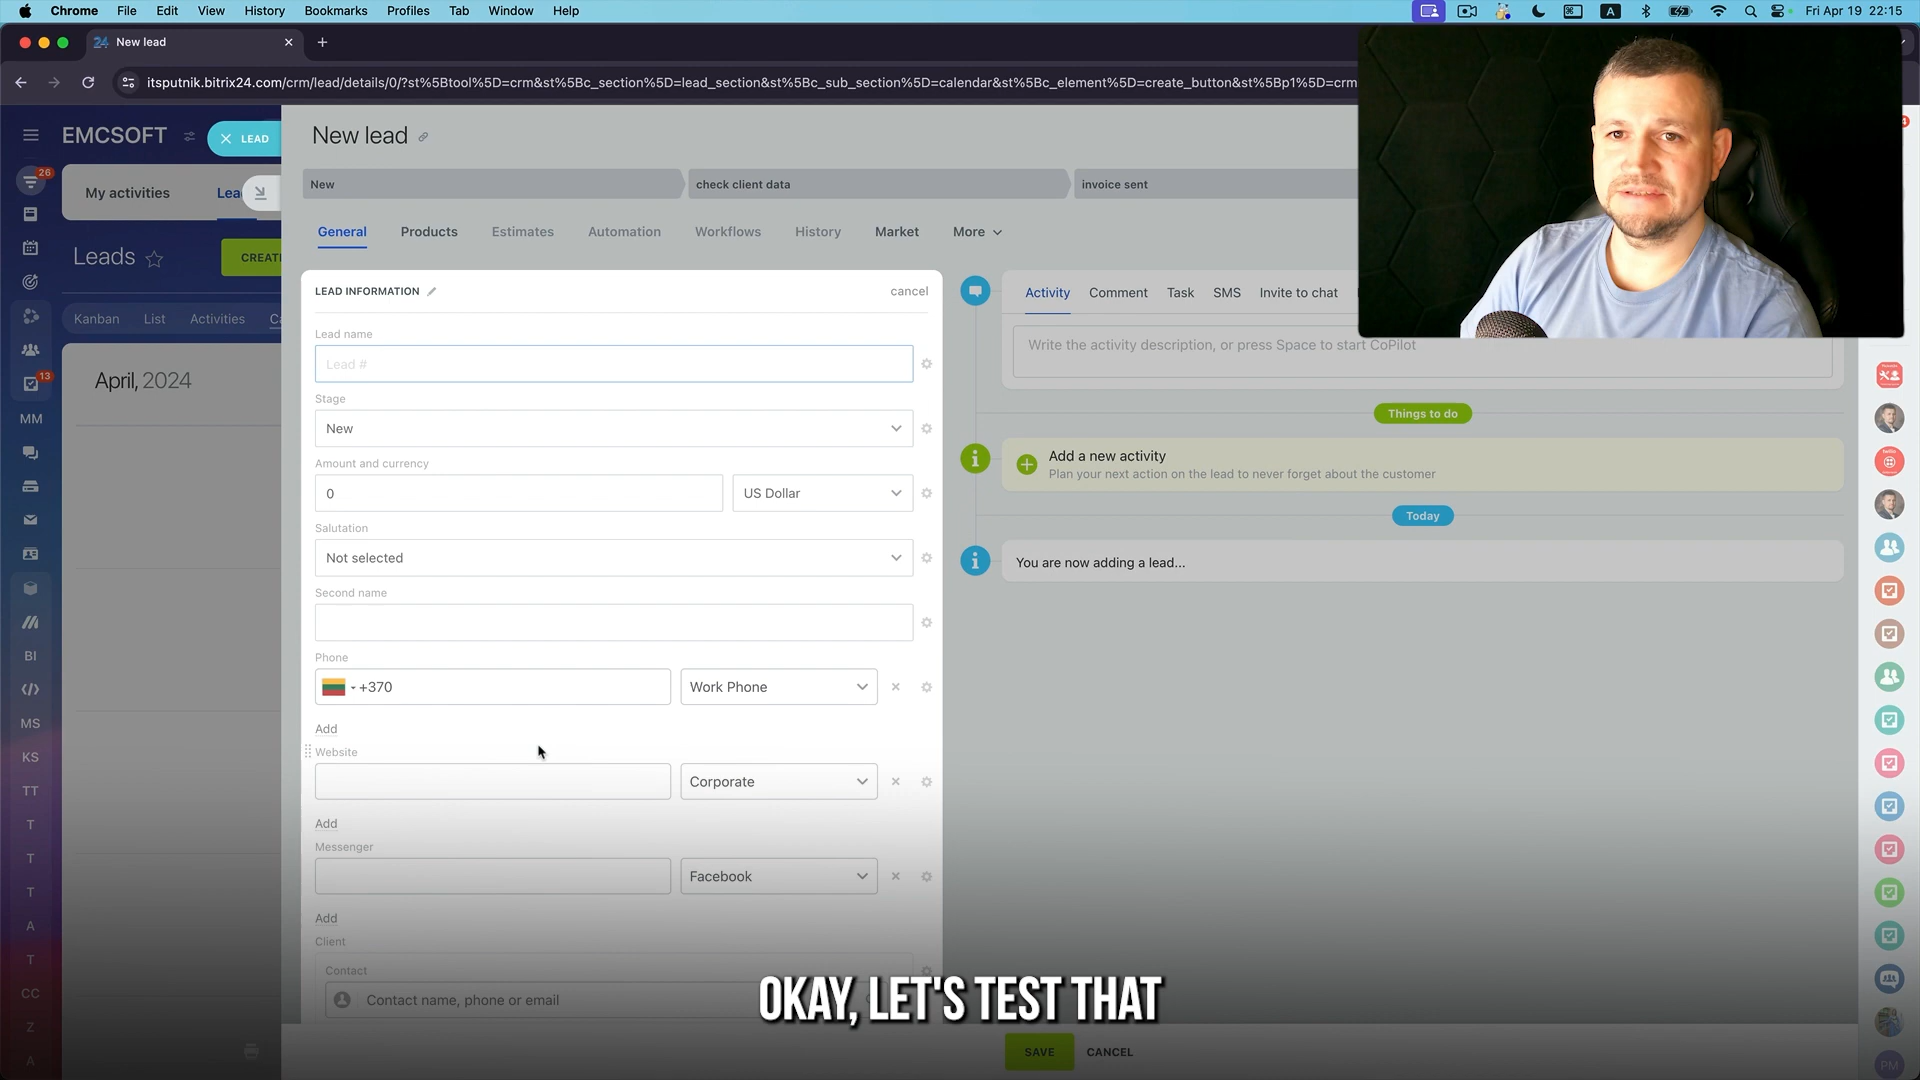 Chrome File Edit View History Bookmarks Profiles Tab Window Help
A
Fri Apr 19 22:15
24 New lead
itsputnik.bitrix24.com/crm/lead/details/0/?st%5Btool%5D=crm&st%5Bc_section%5D=lead_section&st%5Bc_sub_section%5D=calendar&st%5Bc_element%5D=create_button&st%5Bp1%5D=crm
EMCSOFT
LEAD
New lead
26
My activities
Lea
New
check client data
invoice sent
General
Products
Estimates
Automation
Workflows
History
Market
More
Leads
CREAT
LEAD INFORMATION
cancel
Activity
Comment
Task
SMS
Invite to chat
Kanban
List
Activities
Ca
Lead name
Lead #
Write the activity description, or press Space to start CoPilot
13
April, 2024
Stage
New
Things to do
MM
Amount and currency
0
US Dollar
Add a new activity
Plan your next action on the lead to never forget about the customer
Today
Salutation
Not selected
You are now adding a lead...
Second name
BI
Phone
+370
Work Phone
MS
Add
Website
KS
Corporate
TT
T
Add
Messenger
T
Facebook
T
A
Add
Client
T
Contact
CC
Contact name, phone or email
Z
A
OKAY, LET'S TEST THAT
SAVE
CANCEL
PM